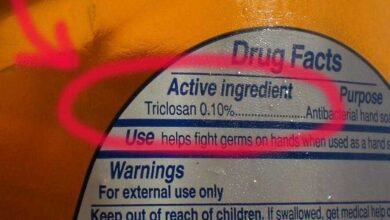 Drug Facts
Active ingredient Purpose
Triclosan 0.10%..................Antibacterial hand so
Use helps fight germs on hands when used as a hand s
Warnings
For external use only
Keep out of reach of children. If swallowed, get medical help